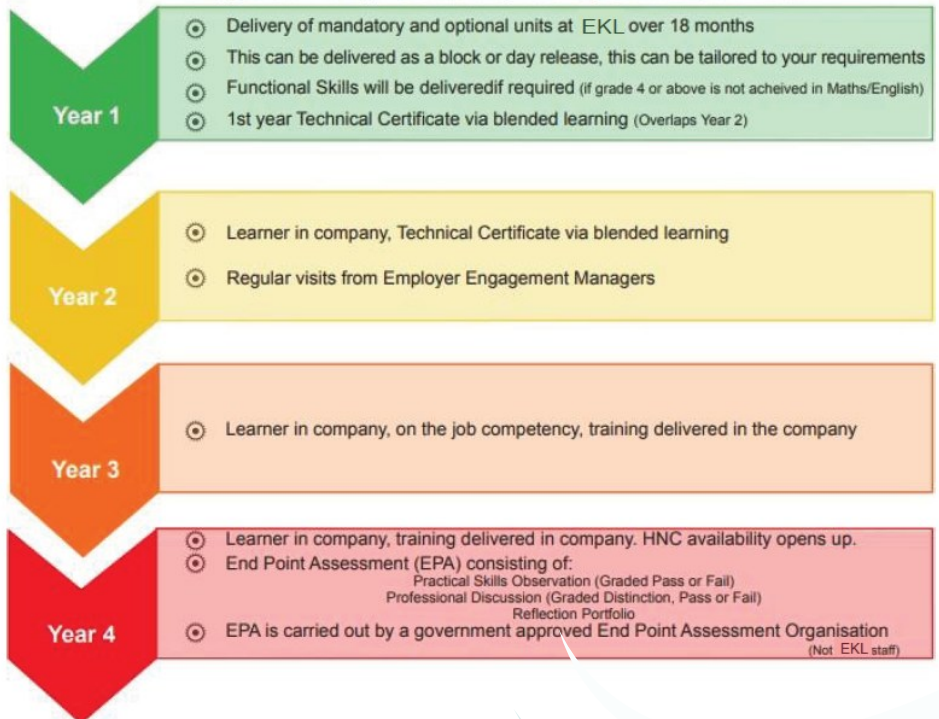 Year 1
Delivery of mandatory and optional units at EKL over 18 months
This can be delivered as a block or day release, this can be tailored to your requirements
Functional Skills will be deliveredif required (if grade 4 or above is not acheived in Maths/English)
1st year Technical Certificate via blended learning (Overlaps Year 2)
Year 2
Learner in company, Technical Certificate via blended learning
Regular visits from Employer Engagement Managers
Year 3
Learner in company, on the job competency, training delivered in the company
Year 4
Learner in company, training delivered in company. HNC availability opens up.
End Point Assessment (EPA) consisting of:
Practical Skills Observation (Graded Pass or Fail)
Professional Discussion (Graded Distinction, Pass or Fail)
Reflection Portfolio
EPA is carried out by a government approved End Point Assessment Organisation
(Not EKL staff)